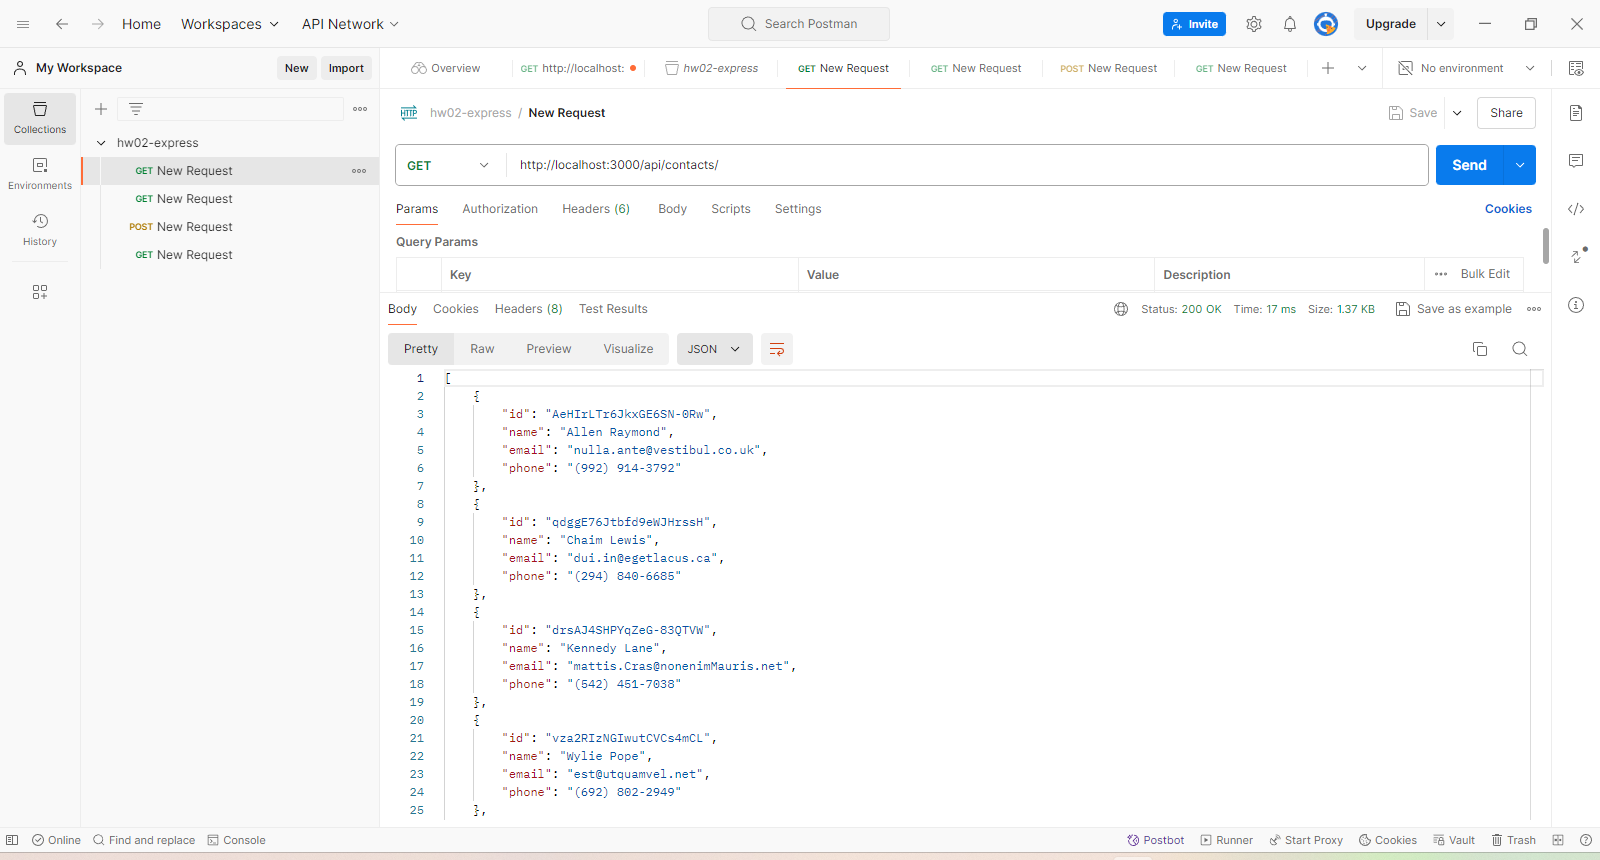 Home Workspaces API Network Search Postman Invite Upgrade
My Workspace New Import Overview GET http://localhost: hw02-express GET New Request GET New Request POST New Request GET New Request No environment
Collections
Environments
History
hw02-express
GET New Request
GET New Request
POST New Request
GET New Request
HTTP hw02-express / New Request Save Share
GET http://localhost:3000/api/contacts/ Send
Params Authorization Headers (6) Body Scripts Settings Cookies
Query Params
Key Value Description Bulk Edit
Body Cookies Headers (8) Test Results Status: 200 OK Time: 17 ms Size: 1.37 KB Save as example
Pretty Raw Preview Visualize JSON
1 [
2 {
3 "id": "AeHIrLTr6JkxGE6SN-0Rw",
4 "name": "Allen Raymond",
5 "email": "nulla.ante@vestibul.co.uk",
6 "phone": "(992) 914-3792"
7 },
8 {
9 "id": "qdggE76Jtbfd9eWJHrssH",
10 "name": "Chaim Lewis",
11 "email": "dui.in@egetlacus.ca",
12 "phone": "(294) 840-6685"
13 },
14 {
15 "id": "drsAJ4SHPYqZeG-83QTVW",
16 "name": "Kennedy Lane",
17 "email": "mattis.Cras@nonenimMauris.net",
18 "phone": "(542) 451-7038"
19 },
20 {
21 "id": "vza2RIzNGIwutCVCs4mCL",
22 "name": "Wylie Pope",
23 "email": "est@utquamvel.net",
24 "phone": "(692) 802-2949"
25 },
Online Find and replace Console Postbot Runner Start Proxy Cookies Vault Trash